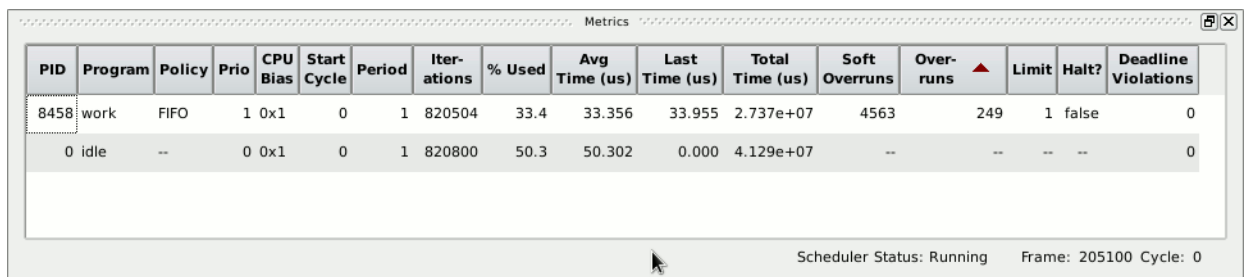 Metrics
PID Program Policy Prio CPU Bias Start Cycle Period Iter- ations % Used Avg Time (us) Last Time (us) Total Time (us) Soft Overruns Over- runs Limit Halt? Deadline Violations
8458 work FIFO 1 0x1 0 1 820504 33.4 33.356 33.955 2.737e+07 4563 249 1 false 0
0 idle -- 0 0x1 0 1 820800 50.3 50.302 0.000 4.129e+07 -- -- -- -- 0
Scheduler Status: Running Frame: 205100 Cycle: 0